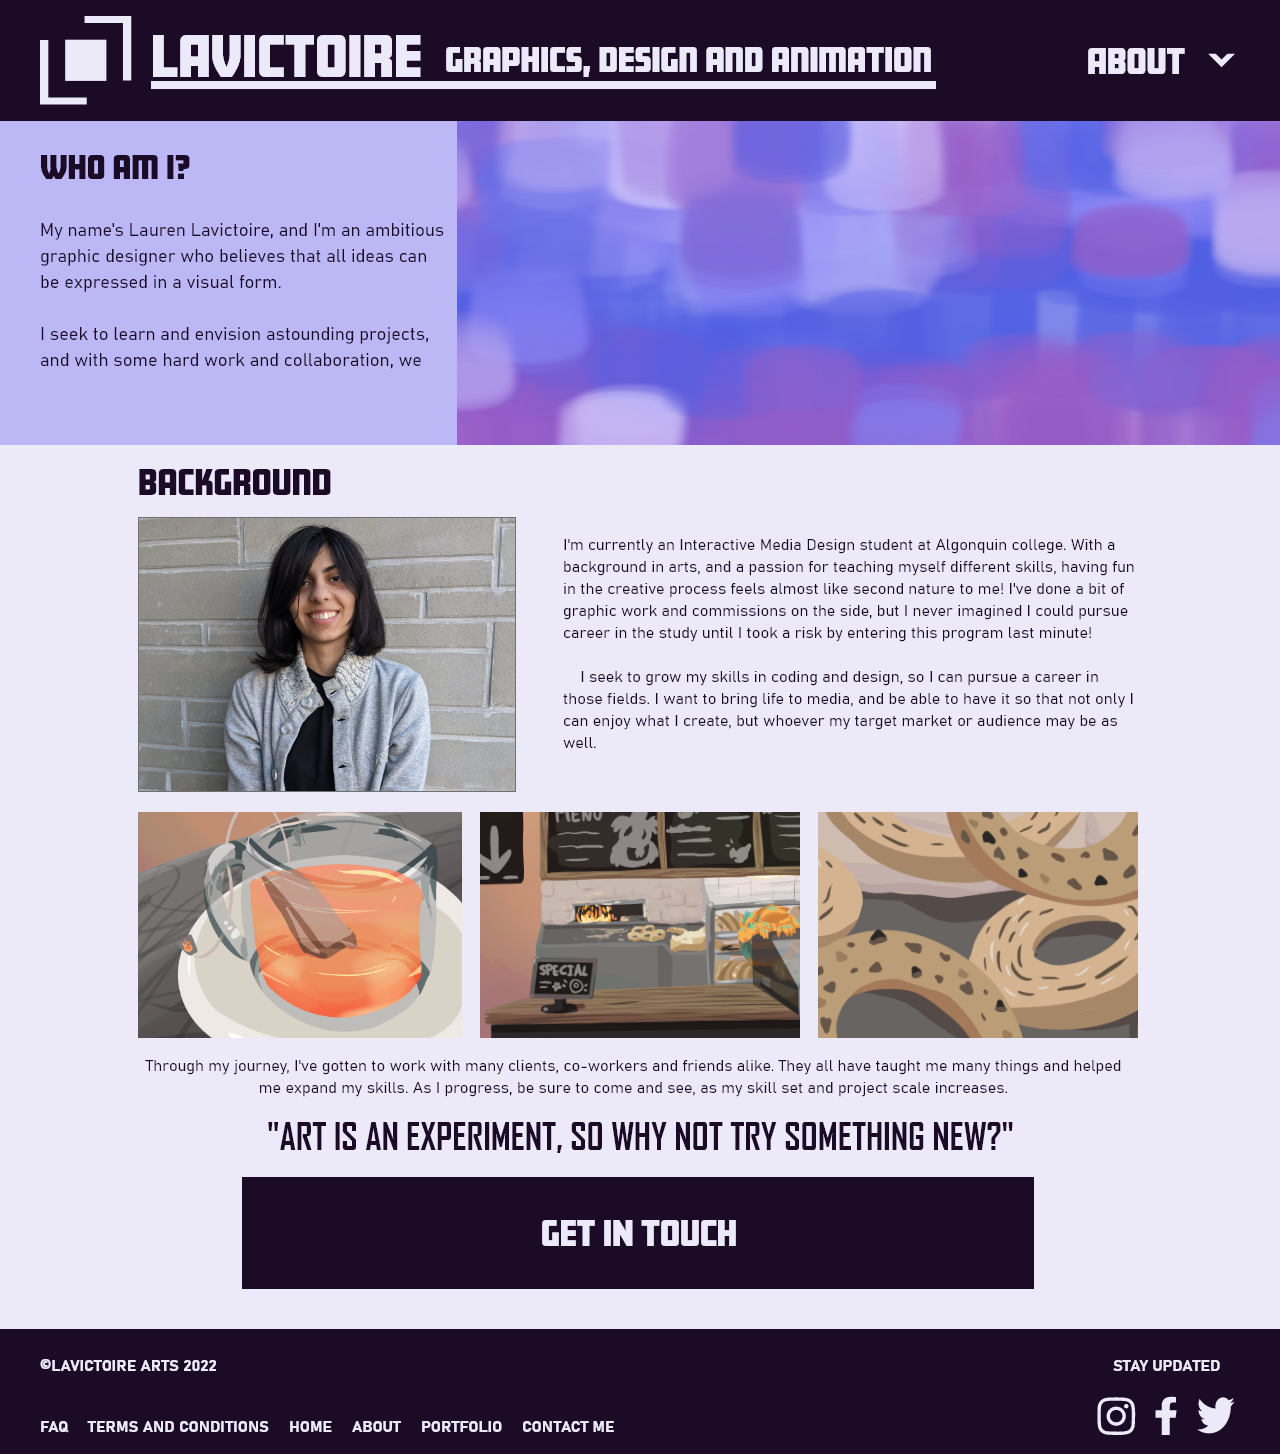 LAVICTOIRE GRAPHICS, DESIGN AND ANIMATION
ABOUT
WHO AM I?
My name's Lauren Lavictoire, and I'm an ambitious
graphic designer who believes that all ideas can
be expressed in a visual form.
I seek to learn and envision astounding projects,
and with some hard work and collaboration, we
BACKGROUND
I'm currently an Interactive Media Design student at Algonquin college. With a
background in arts, and a passion for teaching myself different skills, having fun
in the creative process feels almost like second nature to me! I've done a bit of
graphic work and commissions on the side, but I never imagined I could pursue
career in the study until I took a risk by entering this program last minute!
I seek to grow my skills in coding and design, so I can pursue a career in
those fields. I want to bring life to media, and be able to have it so that not only I
can enjoy what I create, but whoever my target market or audience may be as
well.
MENU
SPECIAL
Through my journey, I've gotten to work with many clients, co-workers and friends alike. They all have taught me many things and helped
me expand my skills. As I progress, be sure to come and see, as my skill set and project scale increases.
"ART IS AN EXPERIMENT, SO WHY NOT TRY SOMETHING NEW?"
GET IN TOUCH
©LAVICTOIRE ARTS 2022
STAY UPDATED
FAQ TERMS AND CONDITIONS HOME ABOUT PORTFOLIO CONTACT ME